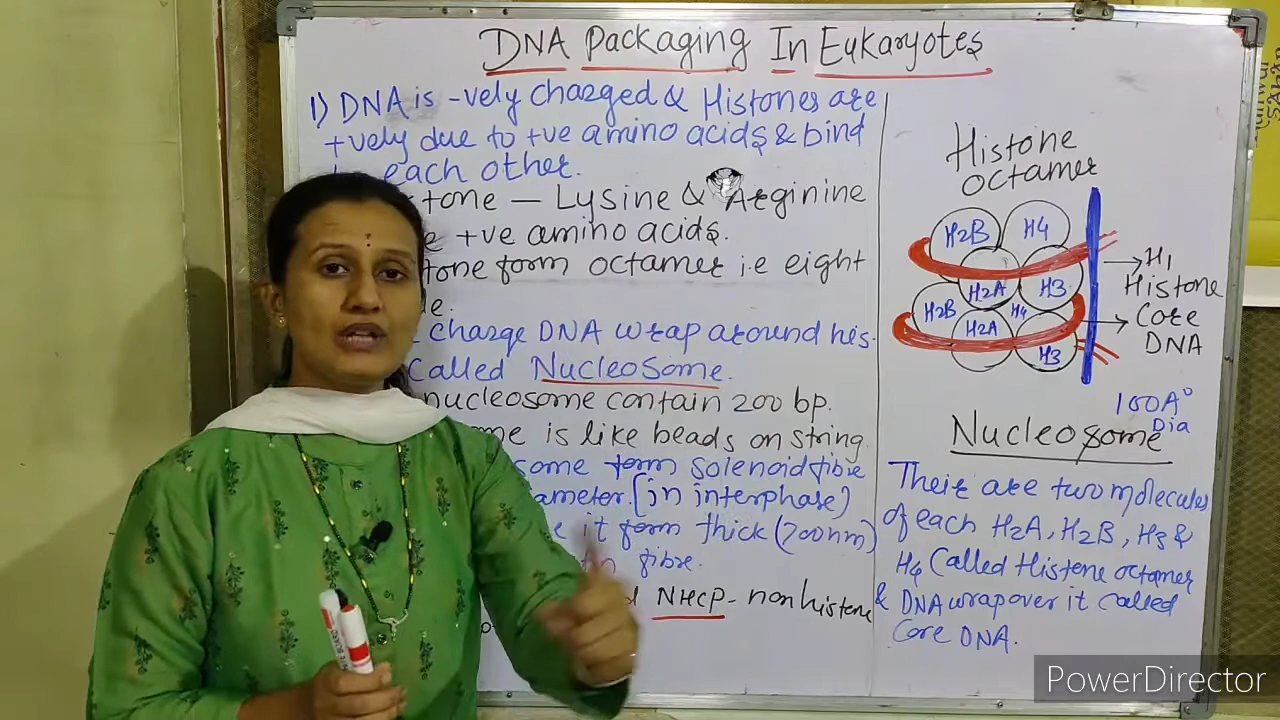 DNA Packaging In Eukaryotes
1) DNA is -vely charged & Histones are
+vely due to +ve amino acids & bind
each other.
tone — Lysine & Arginine
+ve amino acids.
tone form octamer i.e eight
charge DNA wrap around his.
Called NucleoSome.
nucleosome contain 200 bp.
me is like beads on string
some form solenoid fibre
ameter. [in interphase)
it form thick (200nm)
fibre.
NHCP - non histone
Histone
octamer
H2B H4
H2A H3
H2B H4
H2A
H3
H1
Histone
Core
DNA
100A°
Dia
Nucleosome
Their are two molecules
of each H2A, H2B, H3 &
H4 Called Histone octamer
& DNA wrap over it called
Core DNA.
PowerDirector